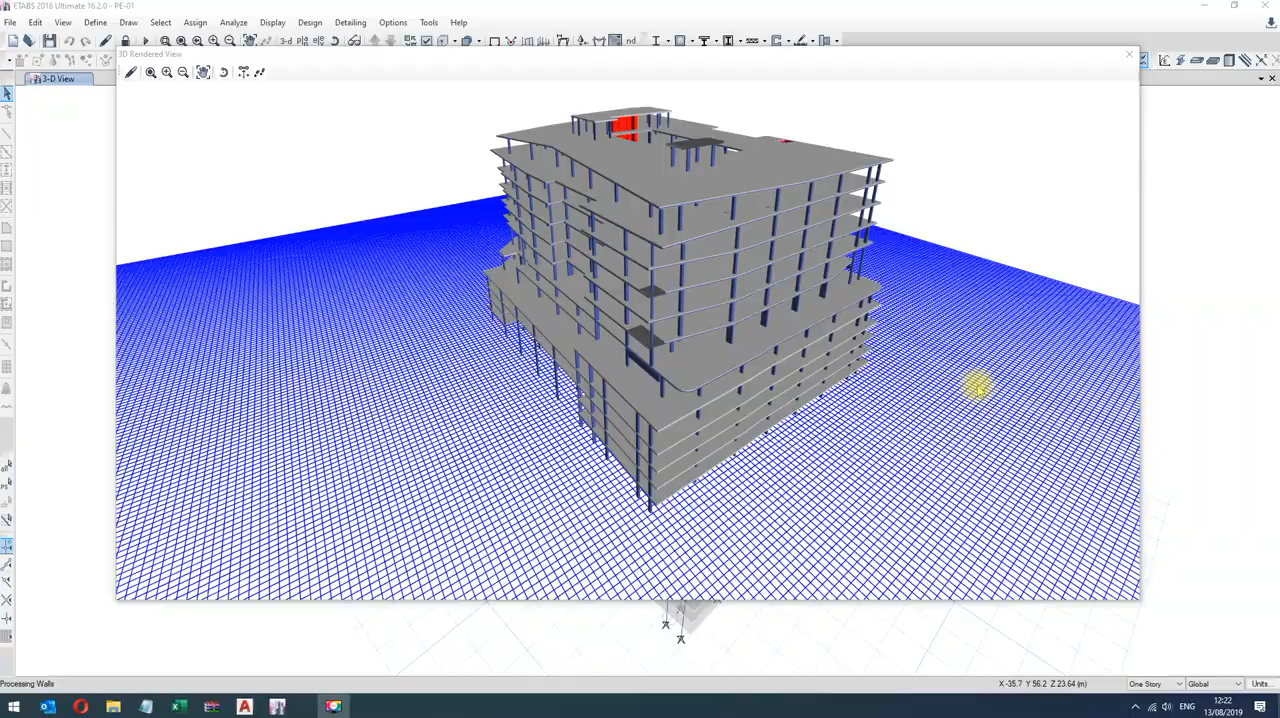 ETABS 2016 Ultimate 16.2.0 - PE-01
File Edit View Define Draw Select Assign Analyze Display Design Detailing Options Tools Help
3-d
nd
3D Rendered View
3-D View
Processing Walls
X -35.7 Y 56.2 Z 23.64 (m)
One Story
Global
Units...
ENG
12:22
13/08/2019